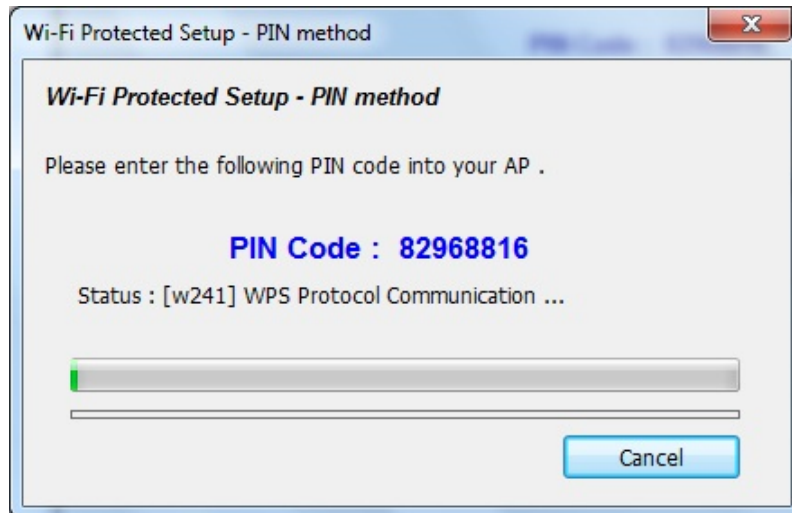 Wi-Fi Protected Setup - PIN method
Wi-Fi Protected Setup - PIN method
Please enter the following PIN code into your AP .
PIN Code : 82968816
Status : [w241] WPS Protocol Communication ...
Cancel